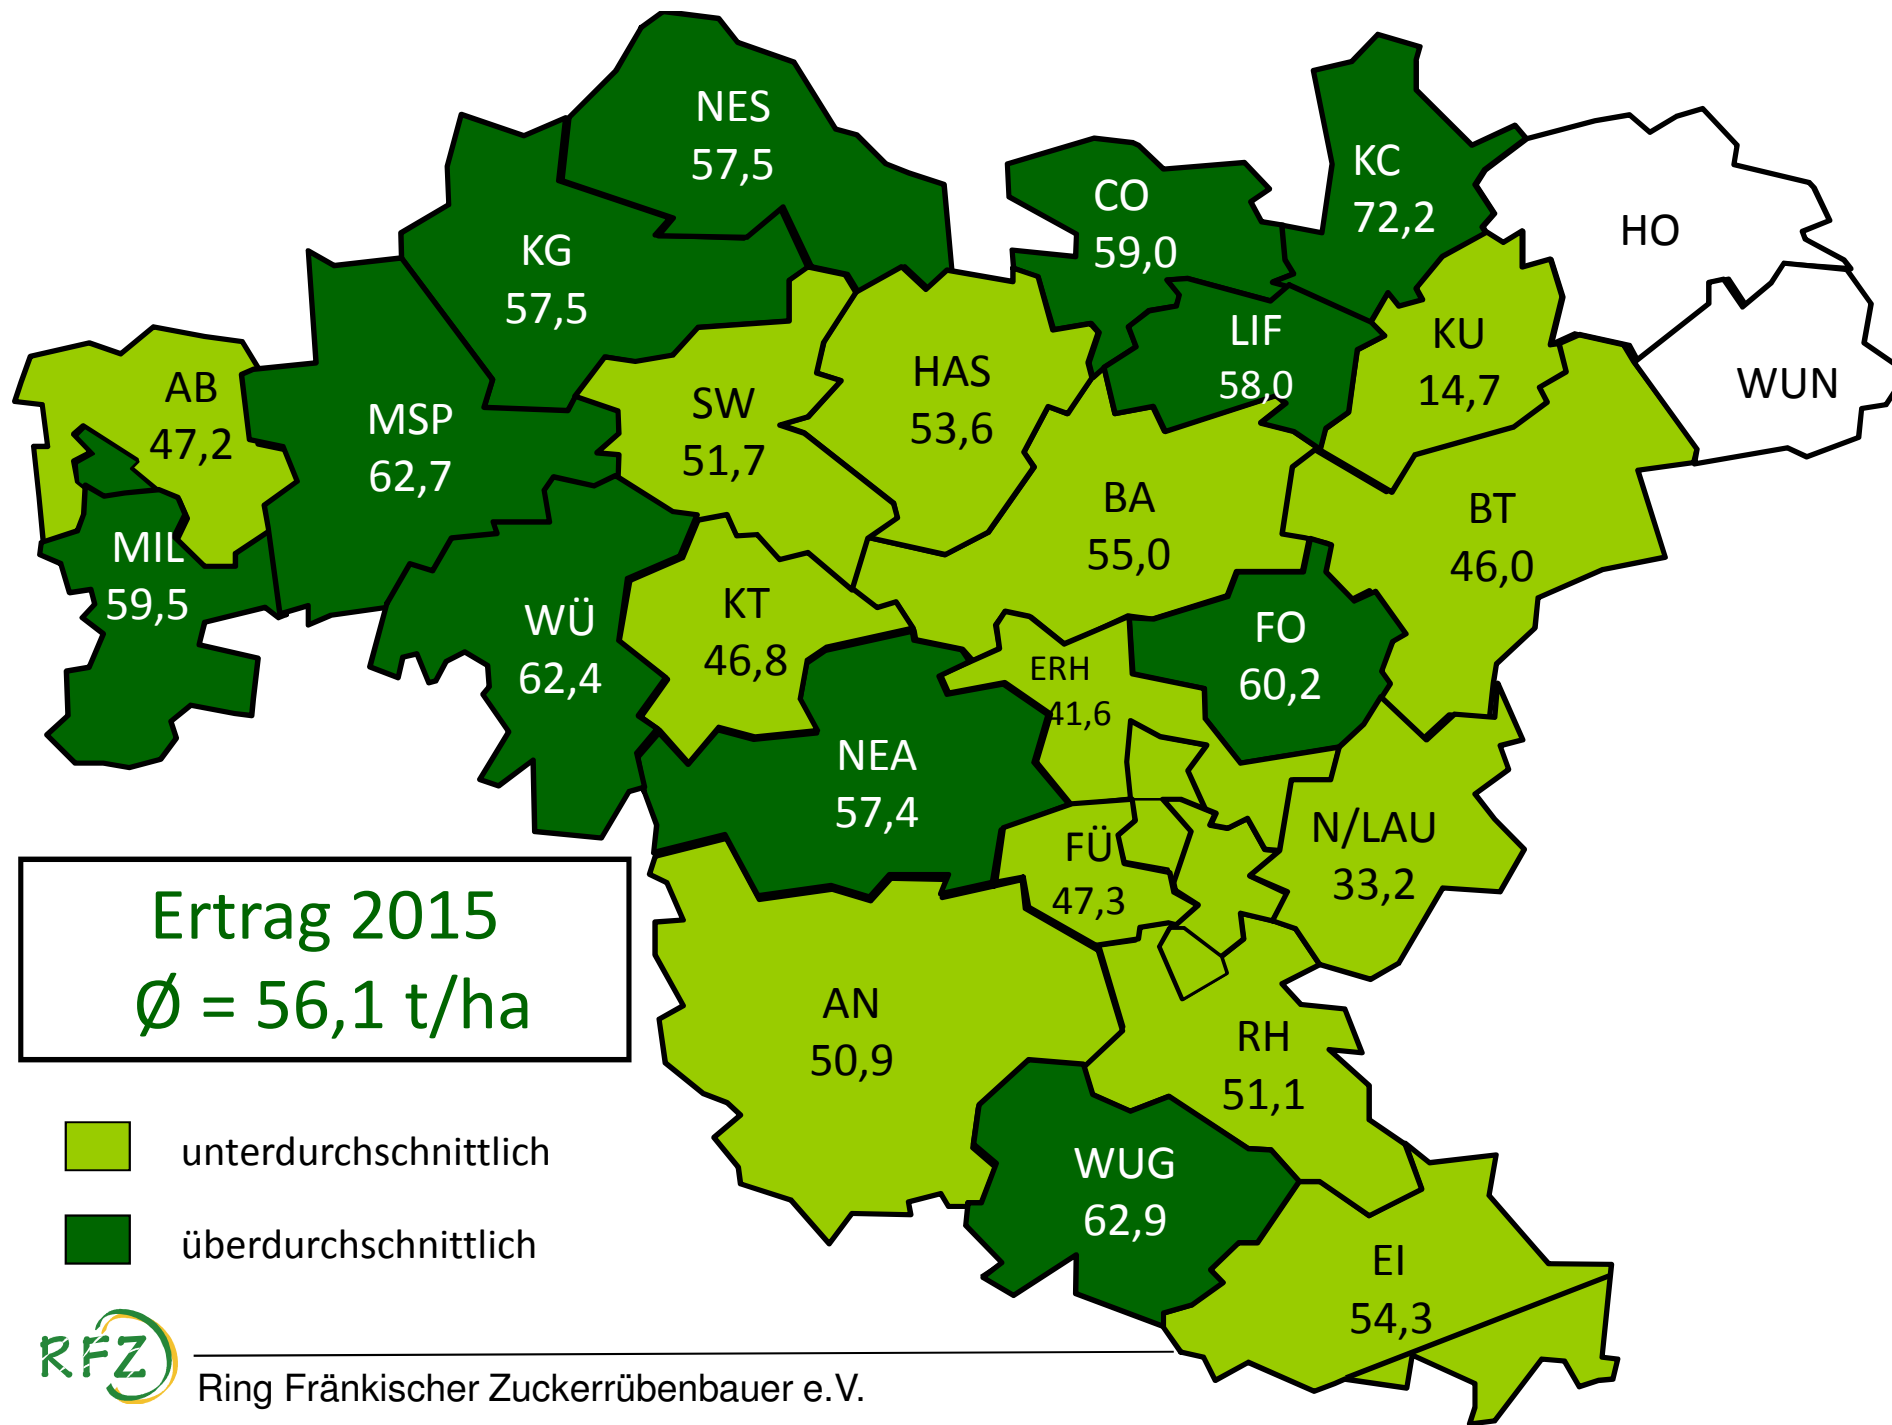 NES
57,5
KC
72,2
CO
59,0
HO
KG
57,5
LIF
58,0
KU
14,7
WUN
AB
47,2
MSP
62,7
SW
51,7
HAS
53,6
BA
55,0
BT
46,0
MIL
59,5
WÜ
62,4
KT
46,8
ERH
41,6
FO
60,2
NEA
57,4
FÜ
47,3
N/LAU
33,2
Ertrag 2015
Ø = 56,1 t/ha
AN
50,9
RH
51,1
WUG
62,9
EI
54,3
unterdurchschnittlich
überdurchschnittlich
RFZ
Ring Fränkischer Zuckerrübenbauer e.V.